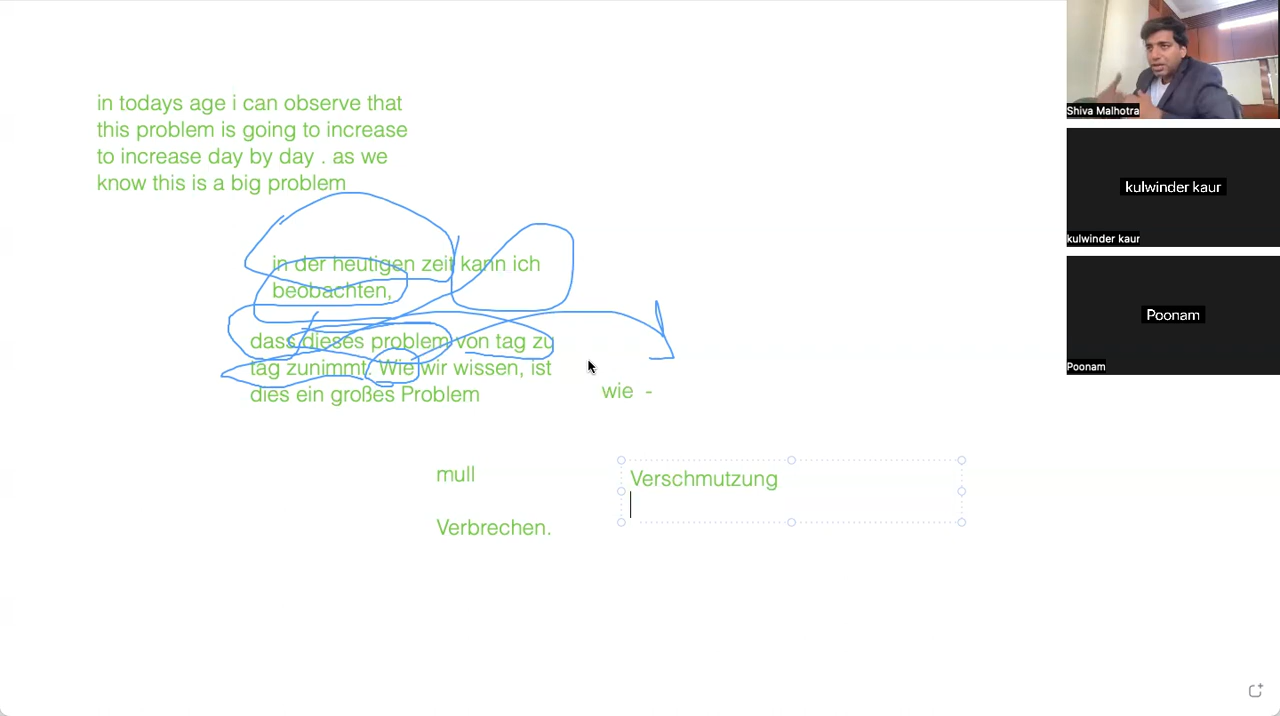 in todays age i can observe that
this problem is going to increase
to increase day by day . as we
know this is a big problem
in der heutigen zeit kann ich
beobachten,
dass dieses problem von tag zu
tag zunimmt. Wie wir wissen, ist
dies ein großes Problem
wie -
mull
Verschmutzung
Verbrechen.
Shiva Malhotra
kulwinder kaur
kulwinder kaur
Poonam
Poonam